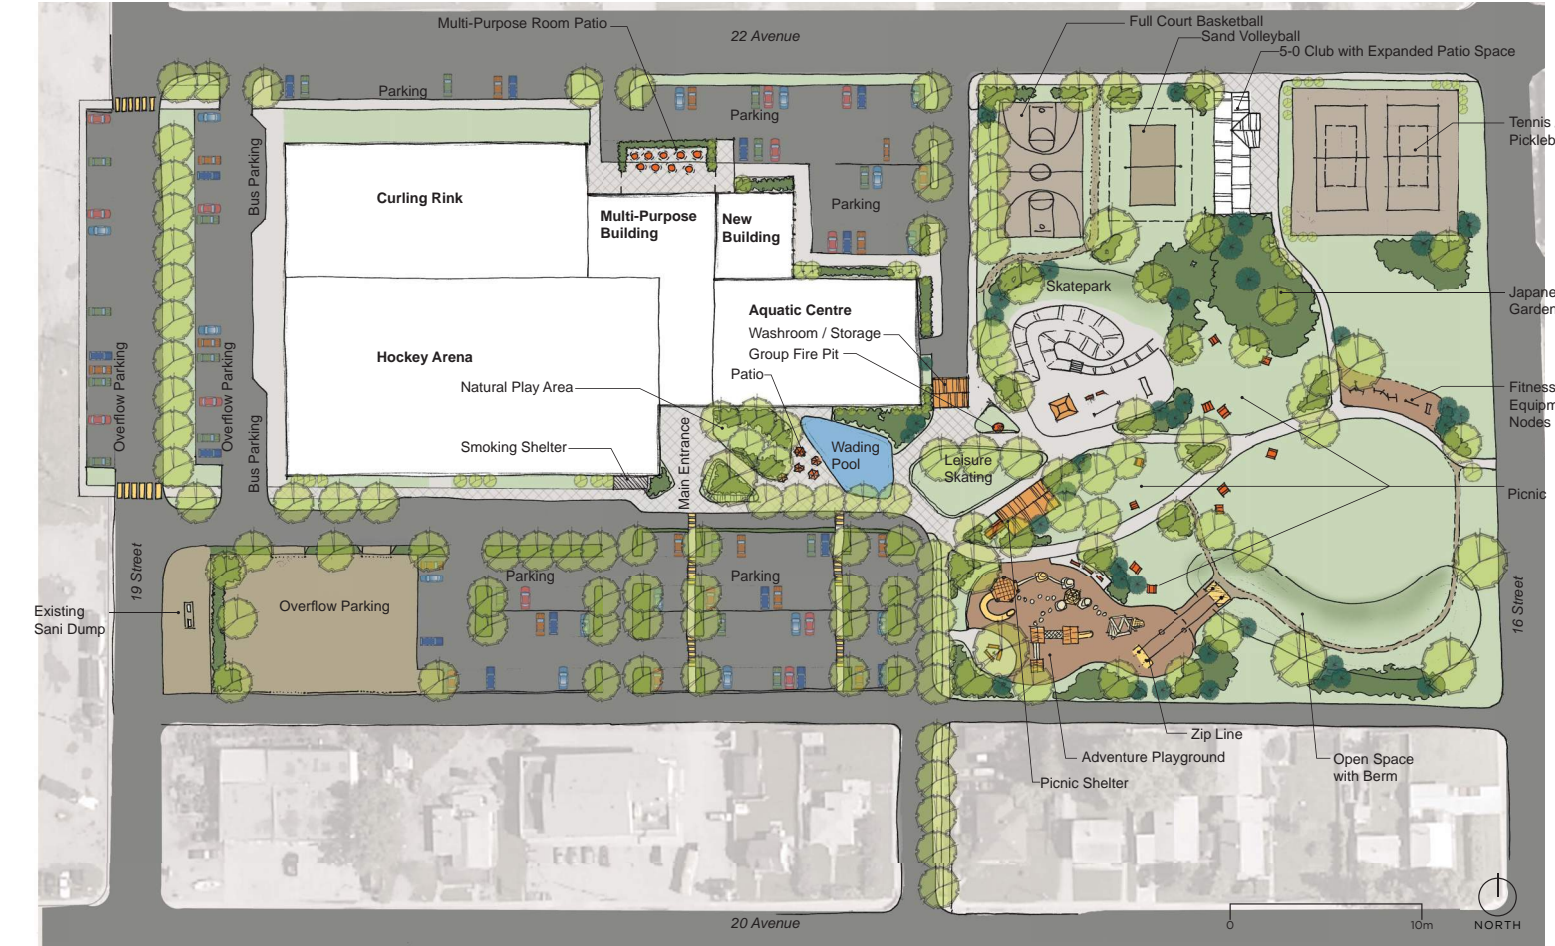 Multi-Purpose Room Patio
22 Avenue
Full Court Basketball
Sand Volleyball
5-0 Club with Expanded Patio Space
Parking
Parking
Tennis
Pickleb
Bus Parking
Curling Rink
Multi-Purpose
Building
New
Building
Parking
Skatepark
Japane
Garden
Aquatic Centre
Washroom / Storage
Group Fire Pit
Patio
Hockey Arena
Natural Play Area
Overflow Parking
Overflow Parking
Fitness
Equipm
Nodes
Smoking Shelter
Bus Parking
Main Entrance
Wading
Pool
Leisure
Skating
Picnic
19 Street
Parking
Parking
Overflow Parking
Existing
Sani Dump
16 Street
Zip Line
Adventure Playground
Picnic Shelter
Open Space
with Berm
20 Avenue
0
10m
NORTH